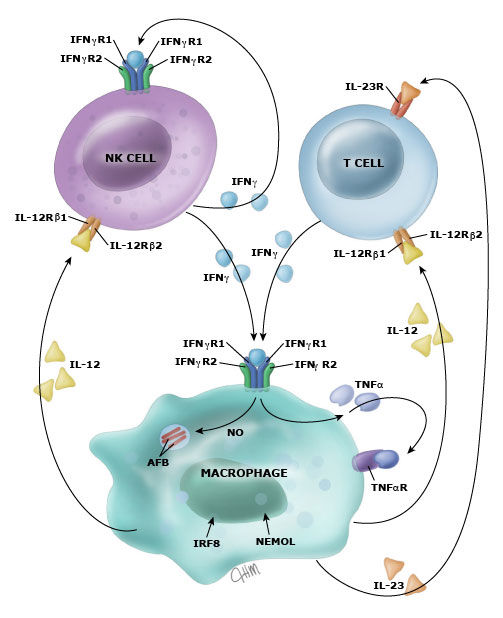 IFNγR1
IFNγR1
IFNγR2
IFNγR2
IL-23R
NK CELL
T CELL
IFNγ
IL-12Rβ1
IL-12Rβ2
IL-12Rβ2
IL-12Rβ1
IFNγ
IFNγ
IL-12
IL-12
IFNγR1
IFNγR1
IFNγR2
IFNγ R2
TNFα
NO
AFB
MACROPHAGE
TNFαR
IRF8
NEMOL
IL-23